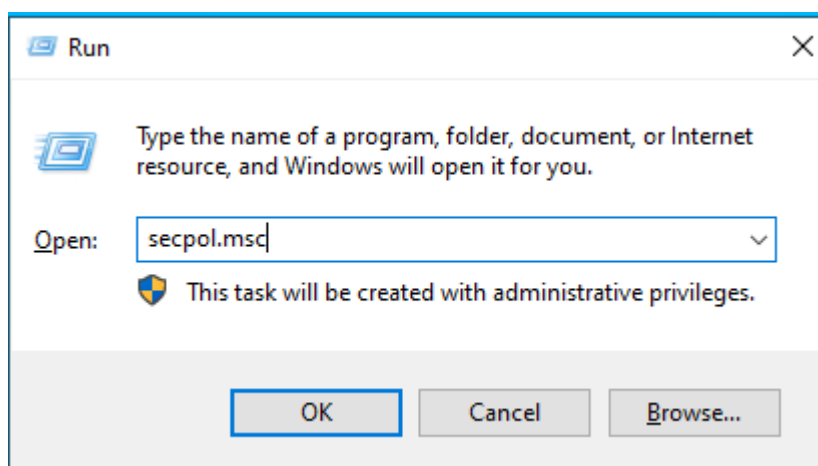 Run
Type the name of a program, folder, document, or Internet
resource, and Windows will open it for you.
Open:
secpol.msc
This task will be created with administrative privileges.
OK
Cancel
Browse...